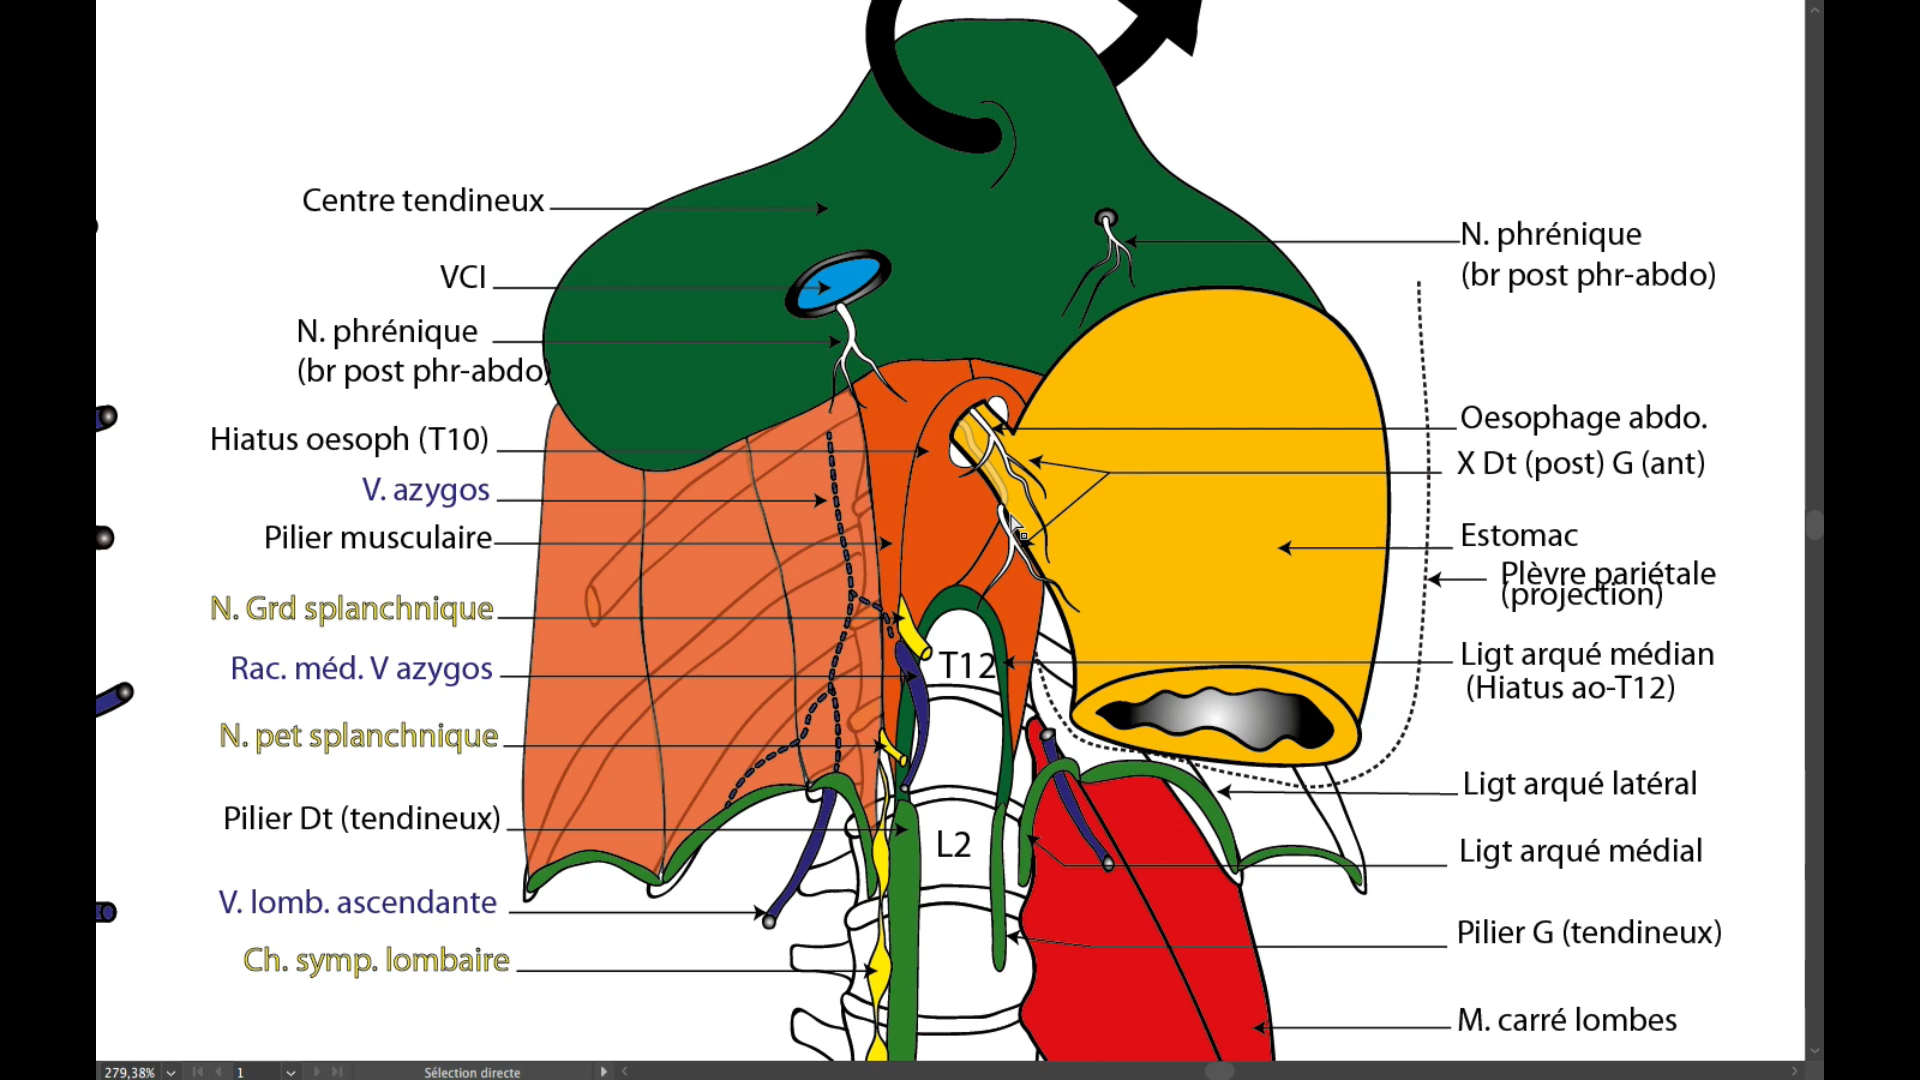 Centre tendineux
VCI
N. phrénique
(br post phr-abdo)
Hiatus oesoph (T10)
V. azygos
Pilier musculaire
N. Grd splanchnique
Rac. méd. V azygos
N. pet splanchnique
Pilier Dt (tendineux)
V. lomb. ascendante
Ch. symp. lombaire
T12
L2
N. phrénique
(br post phr-abdo)
Oesophage abdo.
X Dt (post) G (ant)
Estomac
Plèvre pariétale
(projection)
Ligt arqué médian
(Hiatus ao-T12)
Ligt arqué latéral
Ligt arqué médial
Pilier G (tendineux)
M. carré lombes
279,38% 1 Sélection directe